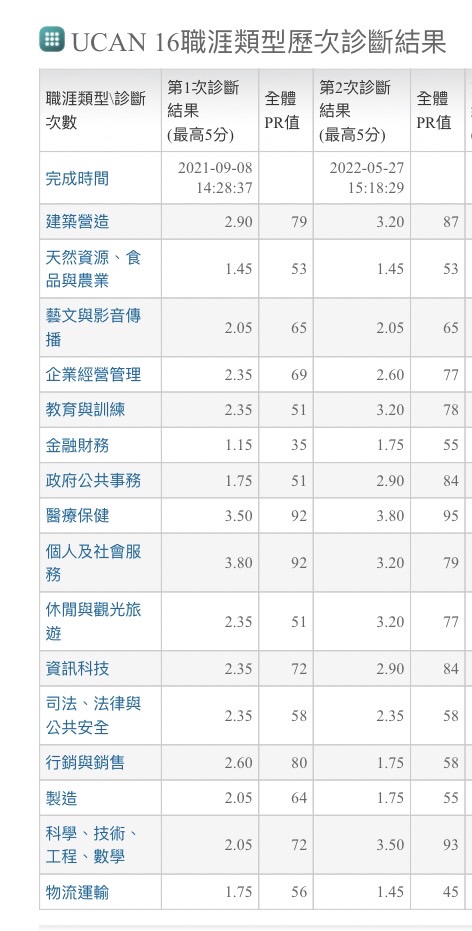 UCAN 16職涯類型歷次診斷結果
職涯類型\診斷次數 第1次診斷結果(最高5分) 全體PR值 第2次診斷結果(最高5分) 全體PR值
完成時間 2021-09-08 14:28:37 2022-05-27 15:18:29
建築營造 2.90 79 3.20 87
天然資源、食品與農業 1.45 53 1.45 53
藝文與影音傳播 2.05 65 2.05 65
企業經營管理 2.35 69 2.60 77
教育與訓練 2.35 51 3.20 78
金融財務 1.15 35 1.75 55
政府公共事務 1.75 51 2.90 84
醫療保健 3.50 92 3.80 95
個人及社會服務 3.80 92 3.20 79
休閒與觀光旅遊 2.35 51 3.20 77
資訊科技 2.35 72 2.90 84
司法、法律與公共安全 2.35 58 2.35 58
行銷與銷售 2.60 80 1.75 58
製造 2.05 64 1.75 55
科學、技術、工程、數學 2.05 72 3.50 93
物流運輸 1.75 56 1.45 45